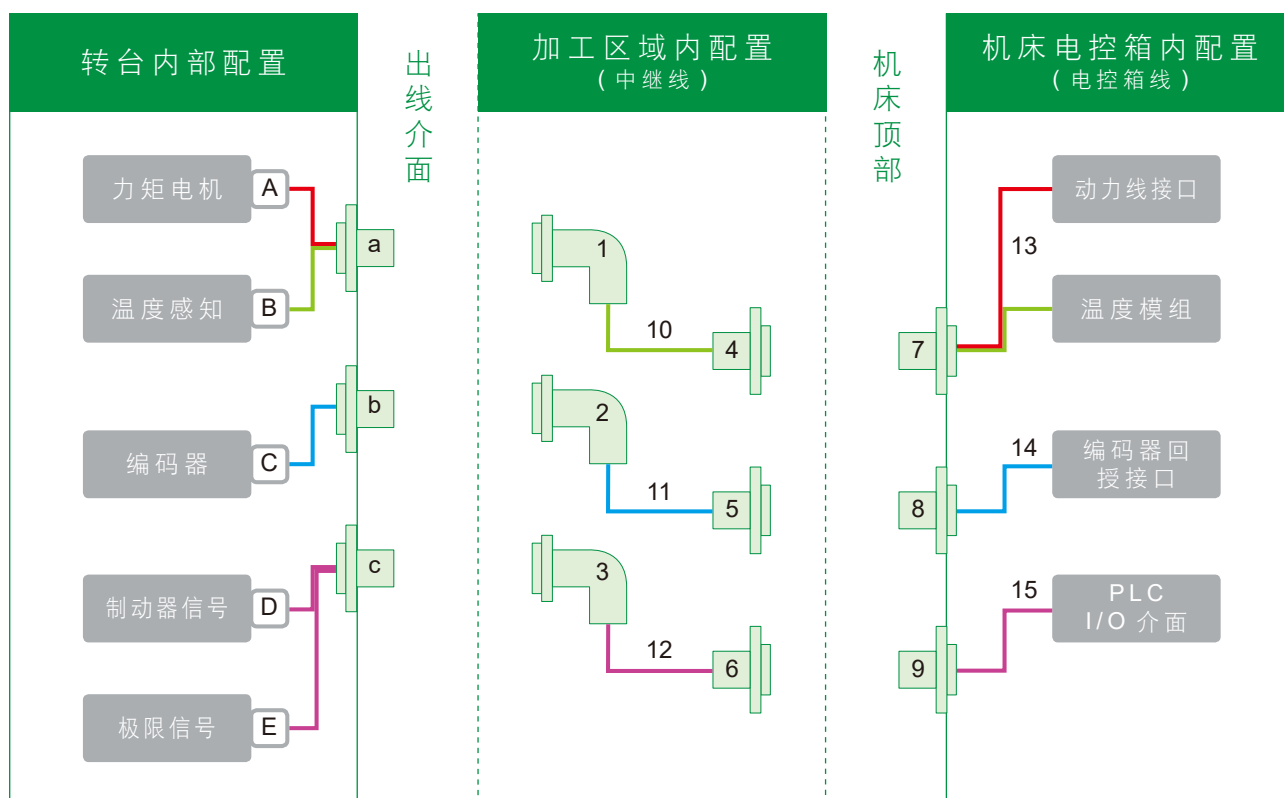 转台内部配置
出线介面
加工区域内配置
(中继线)
机床顶部
机床电控箱内配置
(电控箱线)
力矩电机
A
温度感知
B
a
编码器
C
b
制动器信号
D
极限信号
E
c
1
10
4
2
11
5
3
12
6
7
13
动力线接口
温度模组
8
14
编码器回
授接口
9
15
PLC
I/O 介面